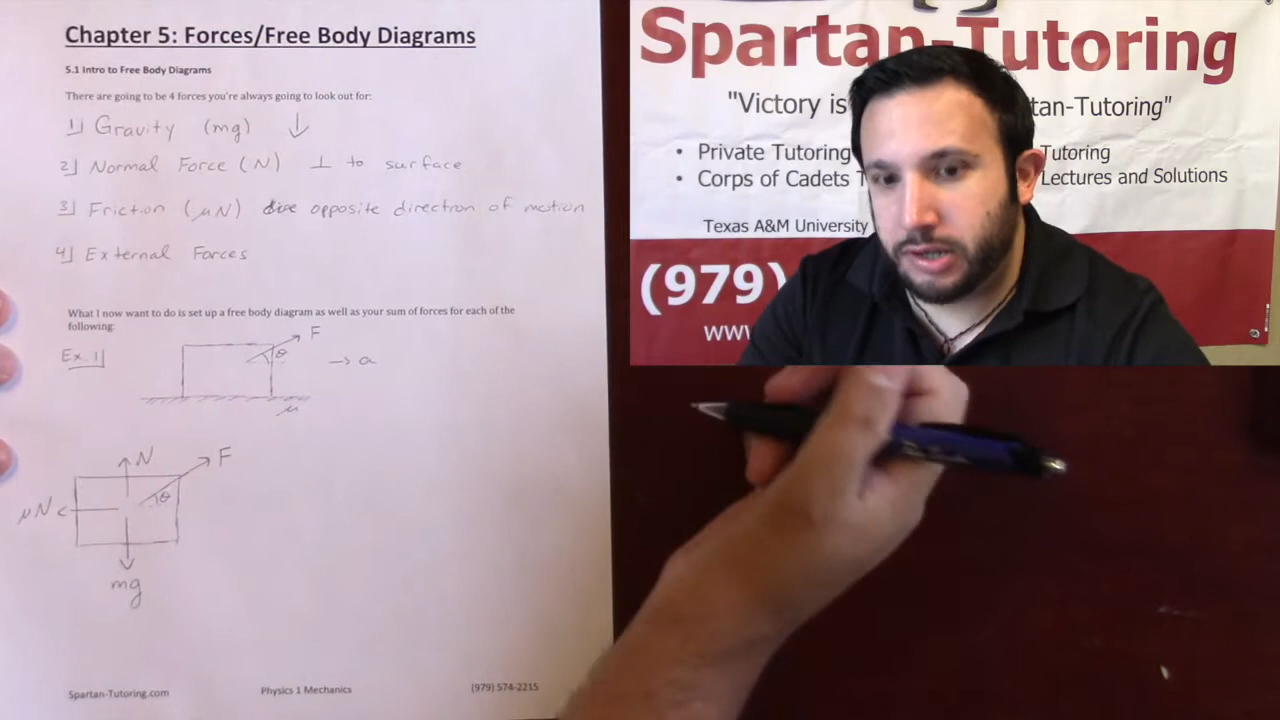 Chapter 5: Forces/Free Body Diagrams
5.1 Intro to Free Body Diagrams
There are going to be 4 forces you're always going to look out for:
1) Gravity (mg) ↓
2) Normal Force (N) ⊥ to surface
3) Friction (μN) opposite direction of motion
4) External Forces
What I now want to do is set up a free body diagram as well as your sum of forces for each of the
following:
Ex. 1)
F
θ
→ a
μ
N
F
θ
μN
mg
Spartan-Tutoring.com
Physics 1 Mechanics
(979) 574-2215
Spartan-Tutoring
"Victory is
tan-Tutoring"
• Private Tutoring
Tutoring
• Corps of Cadets T
Lectures and Solutions
Texas A&M University
(979)
www